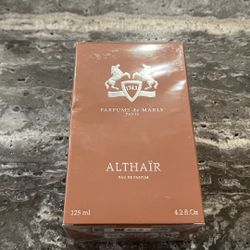 1743
PARFUMS de MARLY
PARIS
ALTHAÏR
EAU DE PARFUM
125 ml 4.2 fl.Oz